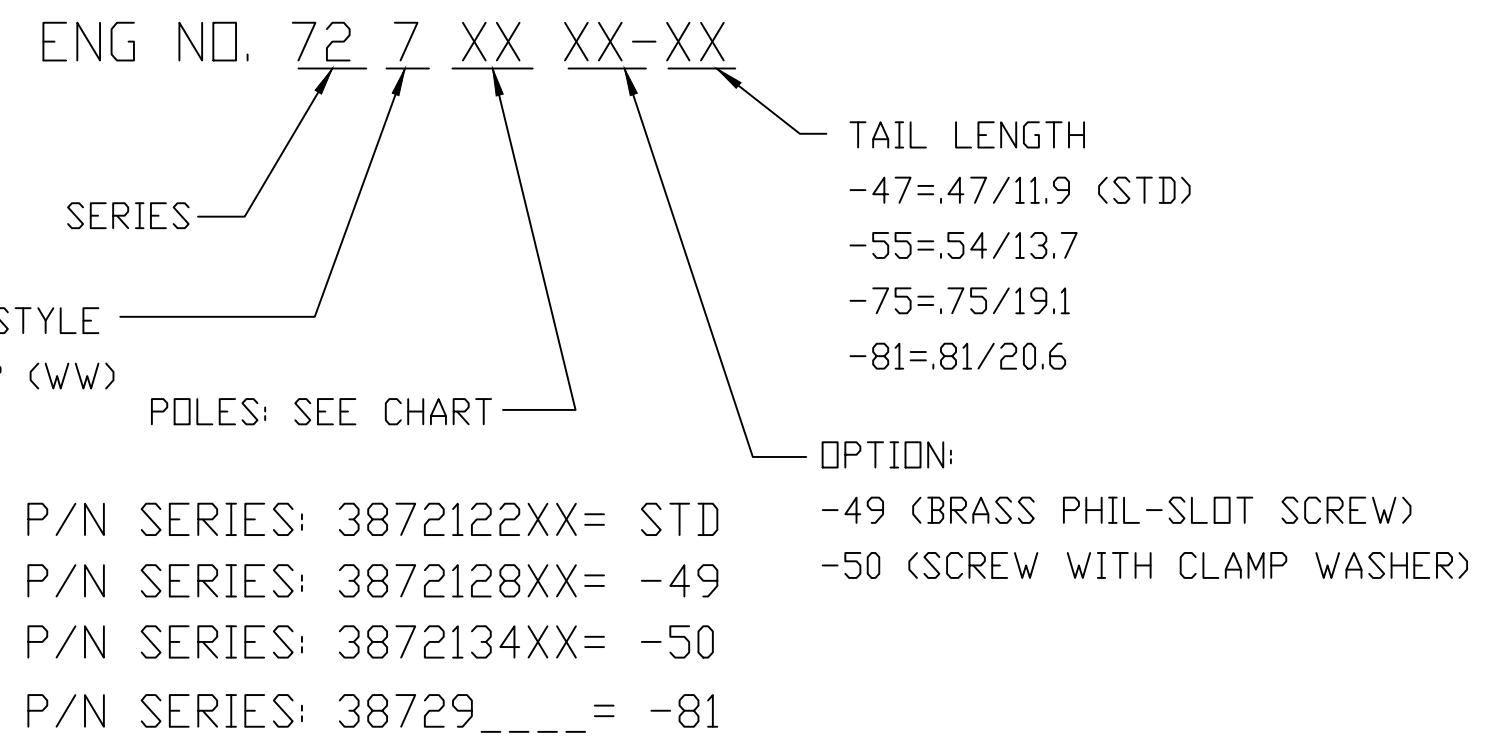 ENG NO. 72 7 XX XX-XX
TAIL LENGTH
-47=.47/11.9 (STD)
-55=.54/13.7
-75=.75/19.1
-81=.81/20.6
SERIES
STYLE
(WW)
POLES: SEE CHART
OPTION:
-49 (BRASS PHIL-SLOT SCREW)
-50 (SCREW WITH CLAMP WASHER)
P/N SERIES: 3872122XX= STD
P/N SERIES: 3872128XX= -49
P/N SERIES: 3872134XX= -50
P/N SERIES: 38729____= -81